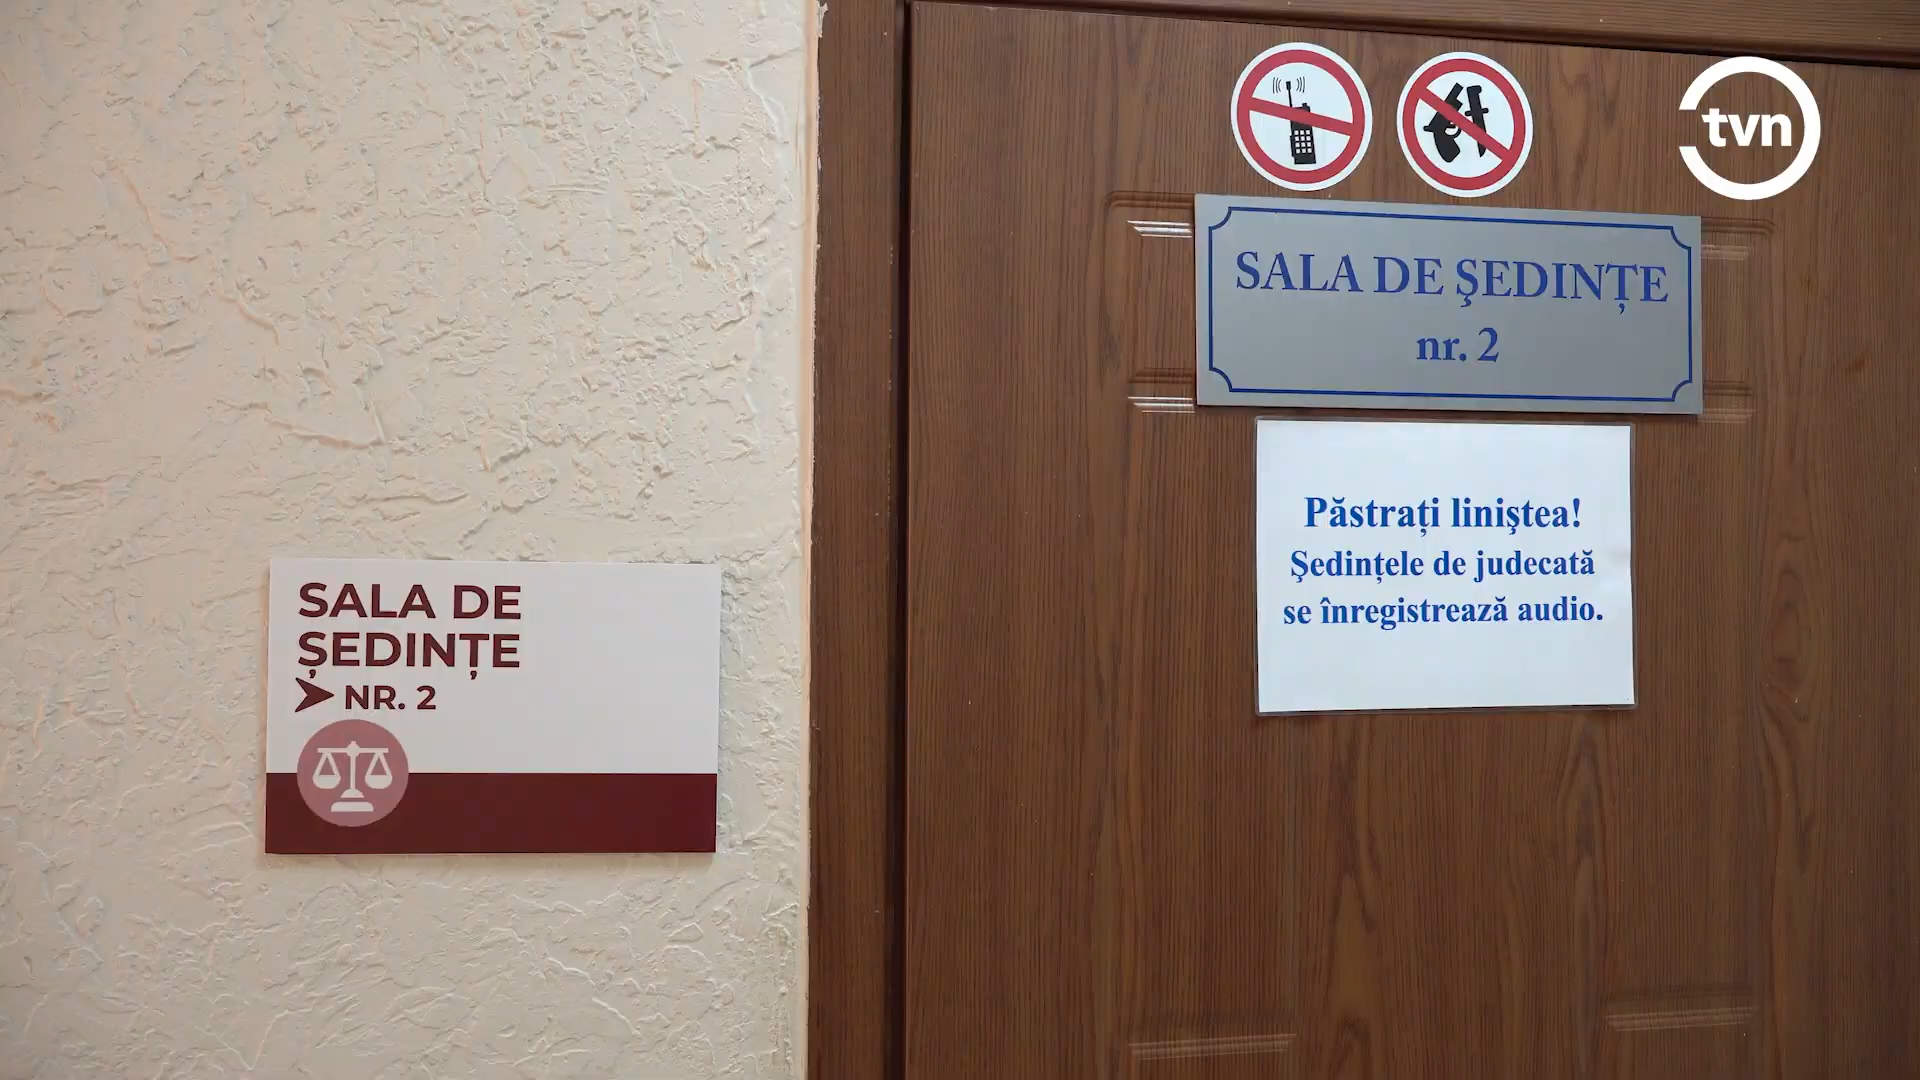 SALA DE
ȘEDINȚE
NR. 2
tvn
SALA DE ŞEDINȚE
nr. 2
Păstrați liniştea!
Şedințele de judecată
se înregistrează audio.